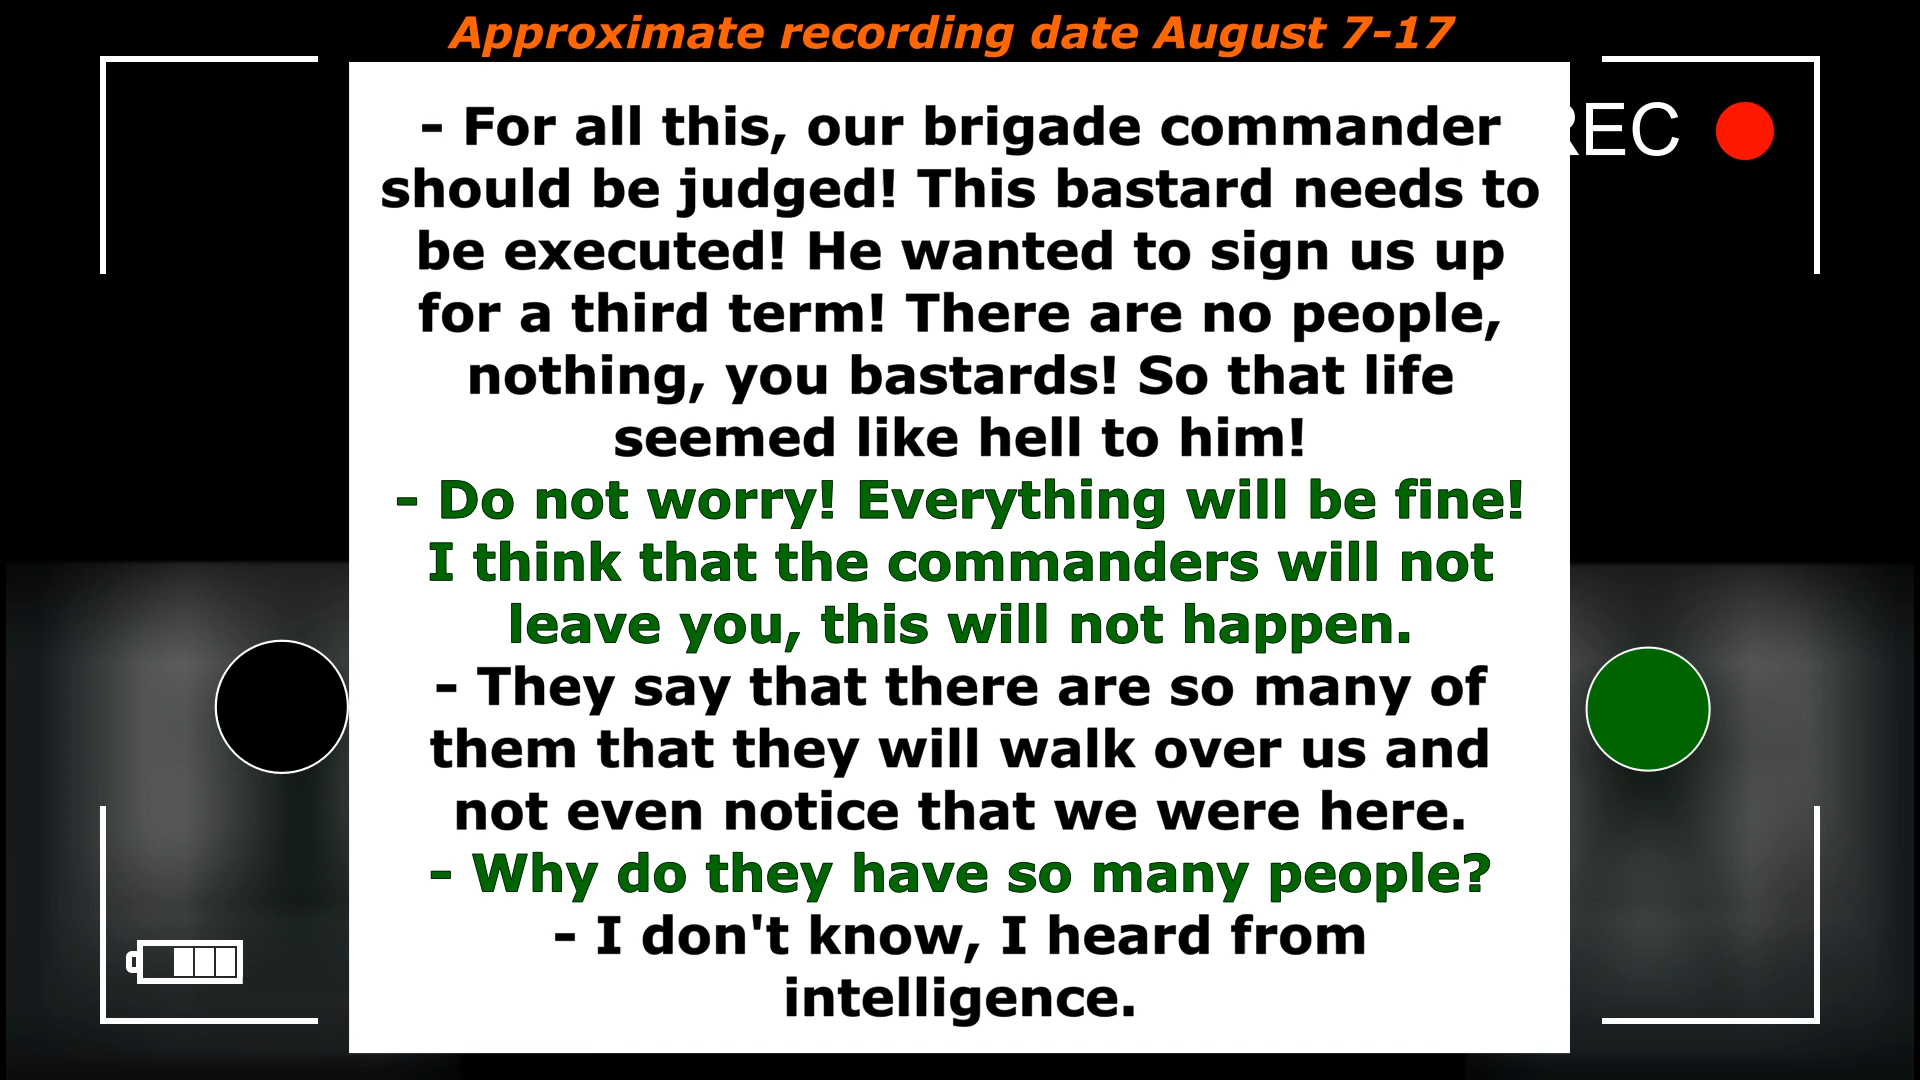 Approximate recording date August 7-17
- For all this, our brigade commander
should be judged! This bastard needs to
be executed! He wanted to sign us up
for a third term! There are no people,
nothing, you bastards! So that life
seemed like hell to him!
- Do not worry! Everything will be fine!
I think that the commanders will not
leave you, this will not happen.
- They say that there are so many of
them that they will walk over us and
not even notice that we were here.
- Why do they have so many people?
- I don't know, I heard from
intelligence.
REC